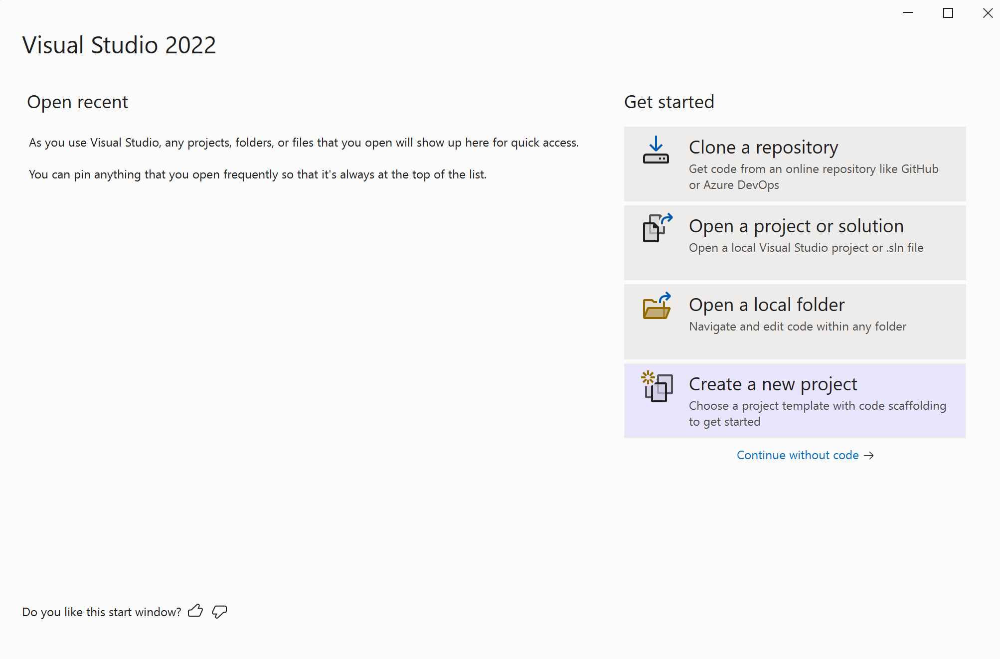 Visual Studio 2022
Open recent
As you use Visual Studio, any projects, folders, or files that you open will show up here for quick access.
You can pin anything that you open frequently so that it's always at the top of the list.
Get started
Clone a repository
Get code from an online repository like GitHub
or Azure DevOps
Open a project or solution
Open a local Visual Studio project or .sln file
Open a local folder
Navigate and edit code within any folder
Create a new project
Choose a project template with code scaffolding
to get started
Continue without code →
Do you like this start window?